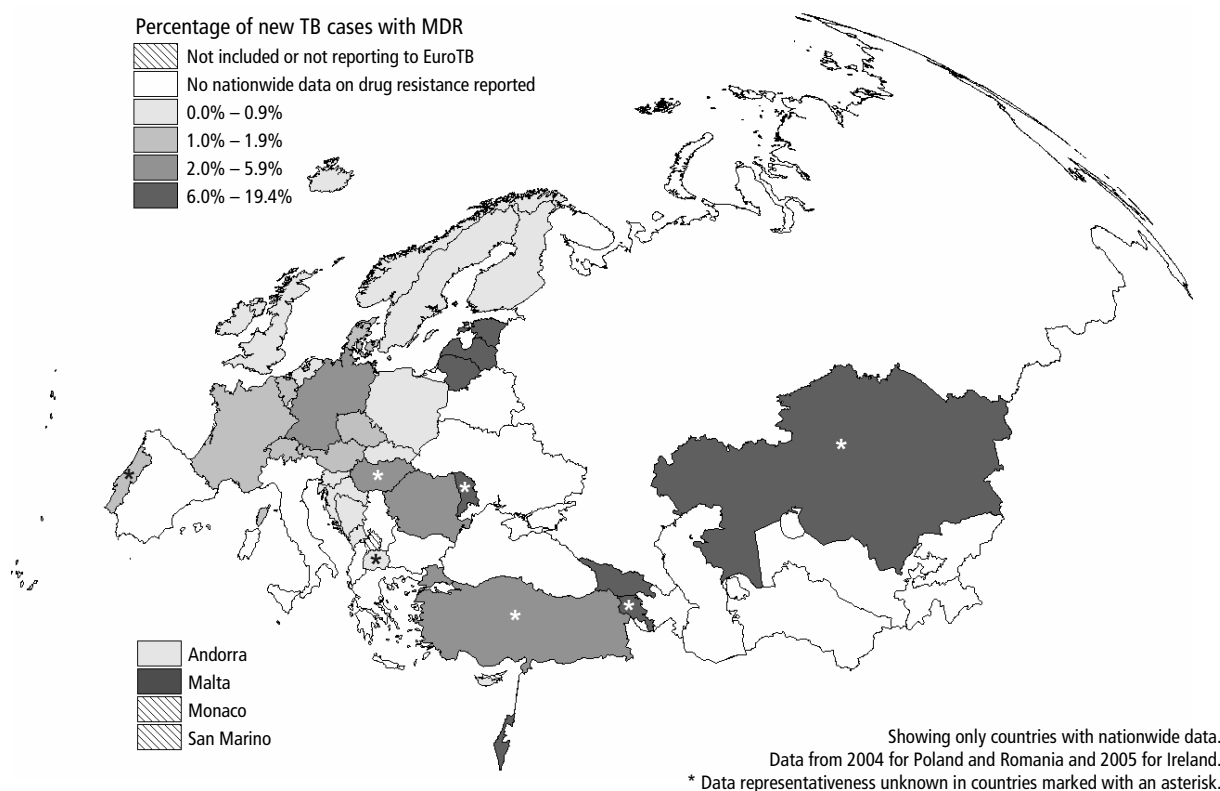 Percentage of new TB cases with MDR
Not included or not reporting to EuroTB
No nationwide data on drug resistance reported
0.0% – 0.9%
1.0% – 1.9%
2.0% – 5.9%
6.0% – 19.4%
*
*
*
*
*
*
*
Andorra
Malta
Monaco
San Marino
Showing only countries with nationwide data.
Data from 2004 for Poland and Romania and 2005 for Ireland.
* Data representativeness unknown in countries marked with an asterisk.